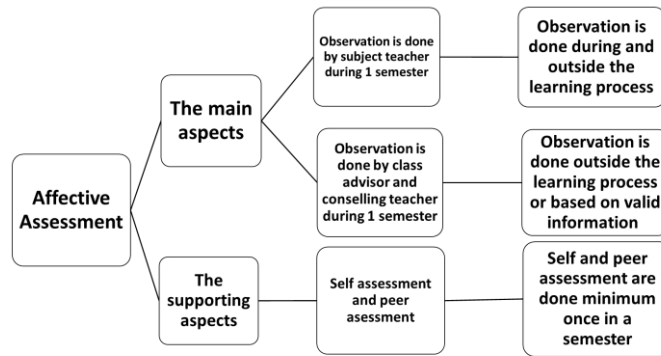 Affective
Assessment
The main
aspects
Observation is done
by subject teacher
during 1 semester
Observation is
done during and
outside the
learning process
Observation is
done by class
advisor and
conselling teacher
during 1 semester
Observation is
done outside the
learning process
or based on valid
information
The
supporting
aspects
Self assessment
and peer
asessment
Self and peer
assessment are
done minimum
once in a
semester